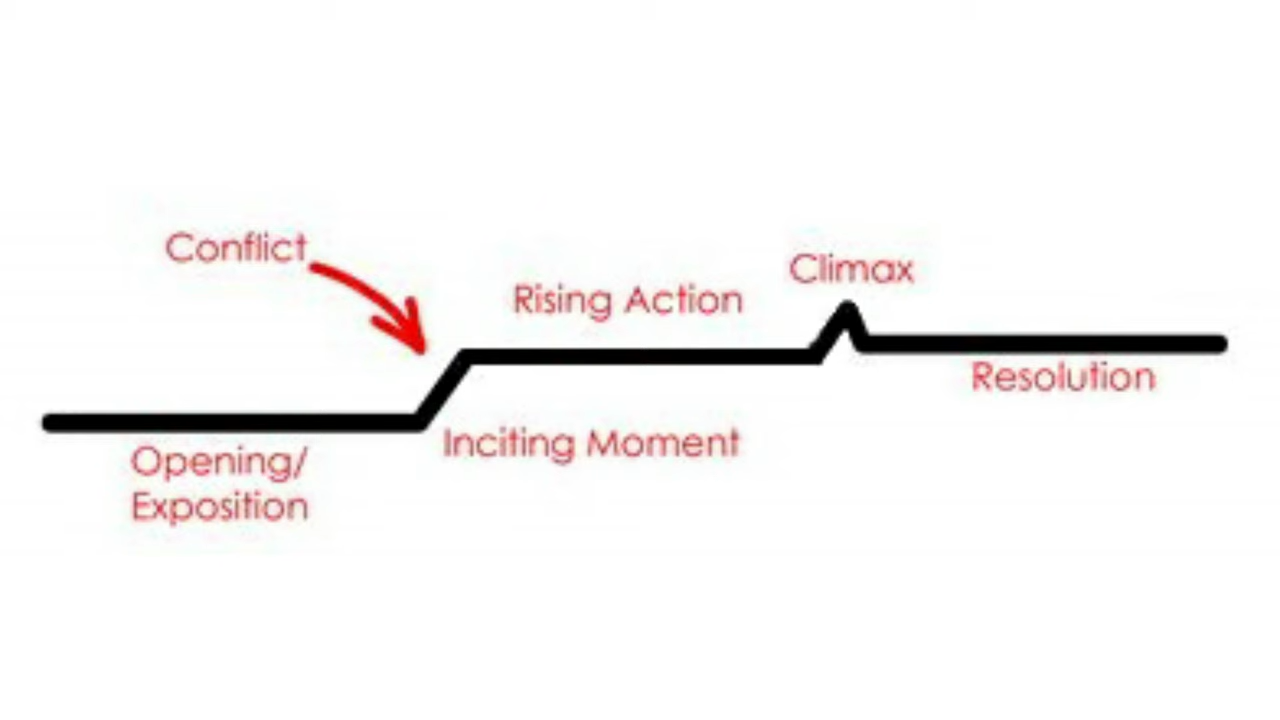 Conflict
Climax
Rising Action
Resolution
Inciting Moment
Opening/
Exposition